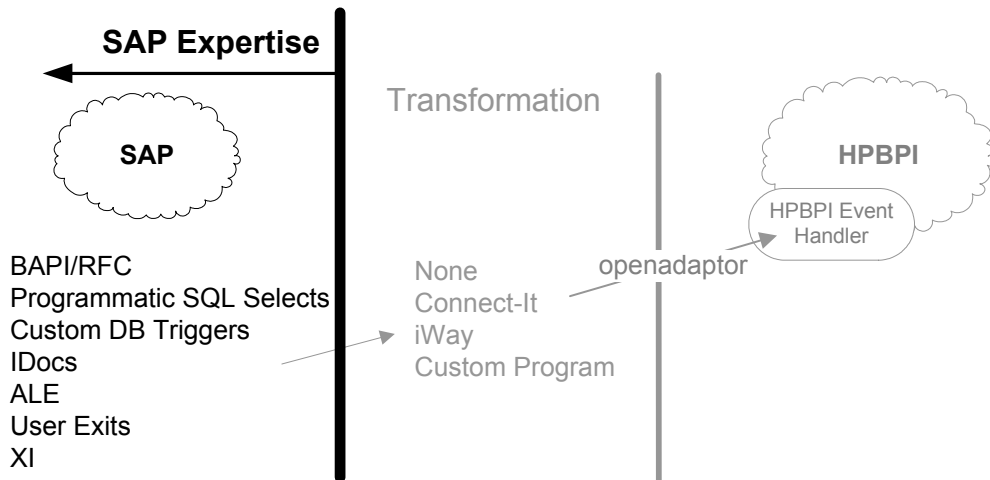 SAP Expertise
SAP
BAPI/RFC
Programmatic SQL Selects
Custom DB Triggers
IDocs
ALE
User Exits
XI
Transformation
None
Connect-It
iWay
Custom Program
openadaptor
HPBPI
HPBPI Event
Handler